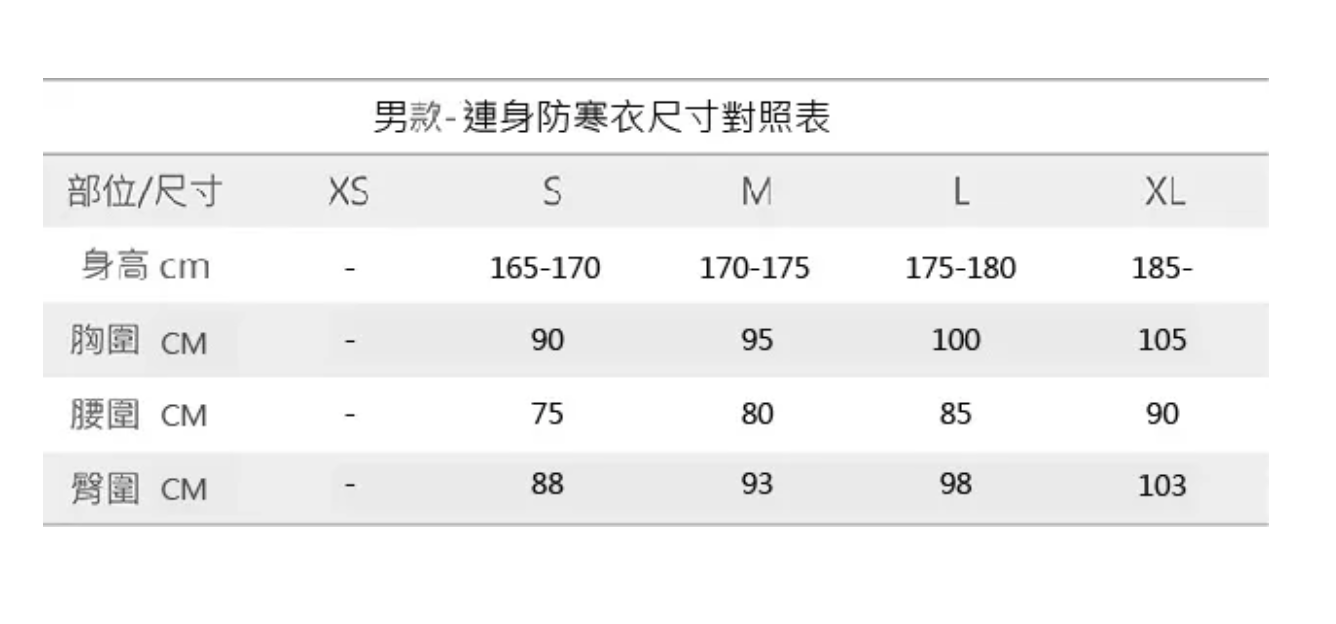 男款-連身防寒衣尺寸對照表
部位/尺寸 XS S M L XL
身高 cm - 165-170 170-175 175-180 185-
胸圍 CM - 90 95 100 105
腰圍 CM - 75 80 85 90
臀圍 CM - 88 93 98 103